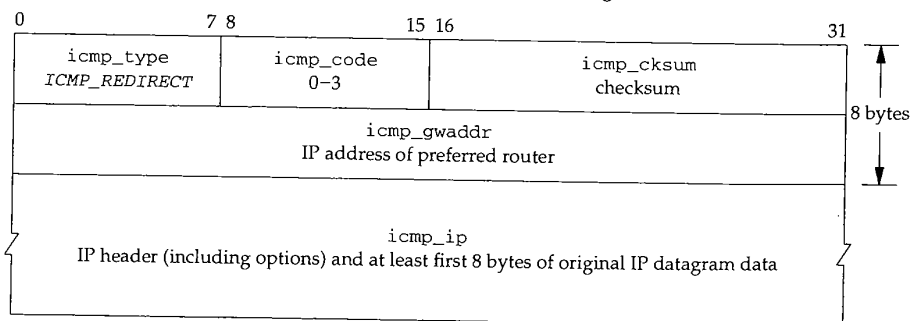 0 7 8 15 16 31
icmp_type icmp_code icmp_cksum
ICMP_REDIRECT 0–3 checksum
8 bytes
icmp_gwaddr
IP address of preferred router
icmp_ip
IP header (including options) and at least first 8 bytes of original IP datagram data